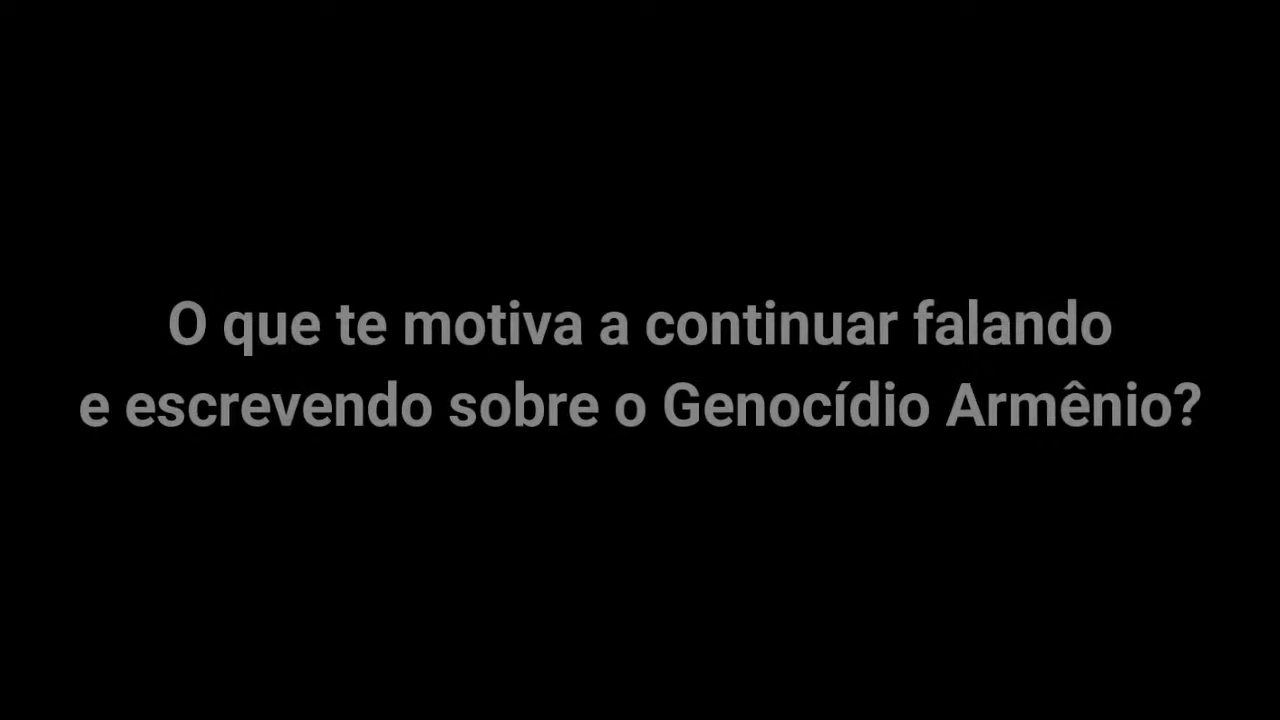 O que te motiva a continuar falando
e escrevendo sobre o Genocídio Armênio?